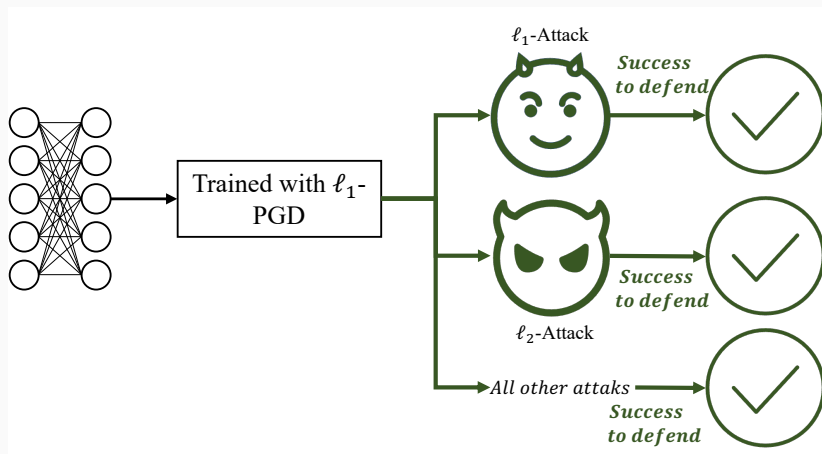 ℓ₁-Attack
Success
to defend
Trained with ℓ₁-
PGD
ℓ₂-Attack
Success
to defend
All other attaks
Success
to defend